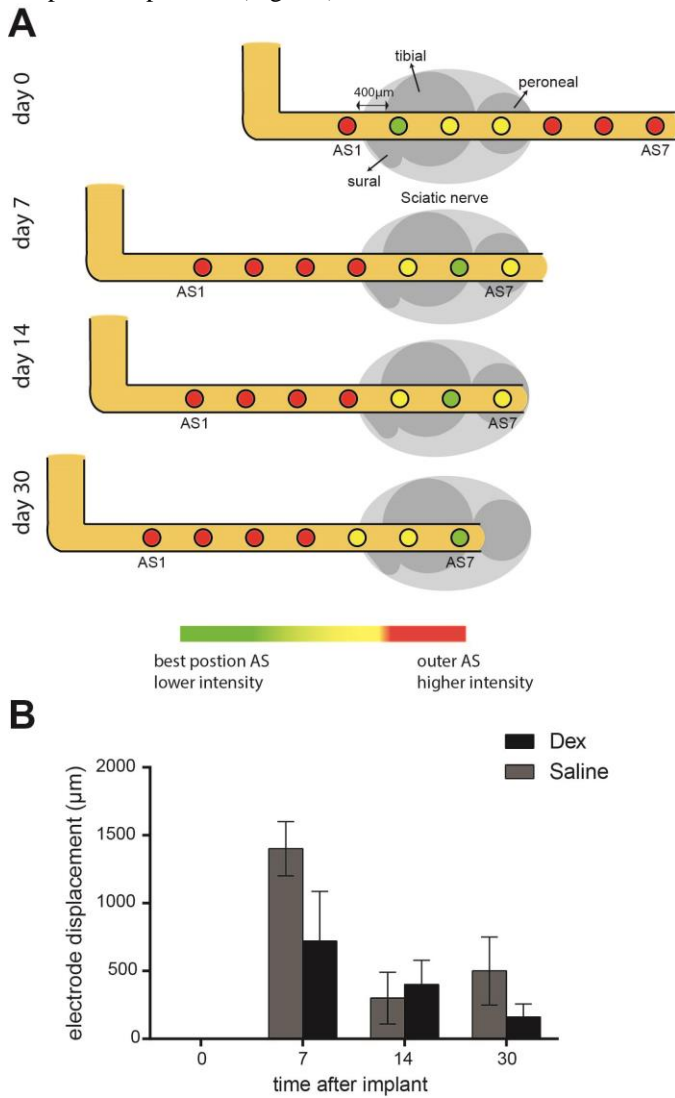 A
day 0
tibial
400µm
peroneal
AS1
AS7
sural
Sciatic nerve
day 7
AS1
AS7
day 14
AS1
AS7
day 30
AS1
AS7
best postion AS
lower intensity
outer AS
higher intensity
B
Dex
Saline
electrode displacement (µm)
2000
1500
1000
500
0
0 7 14 30
time after implant